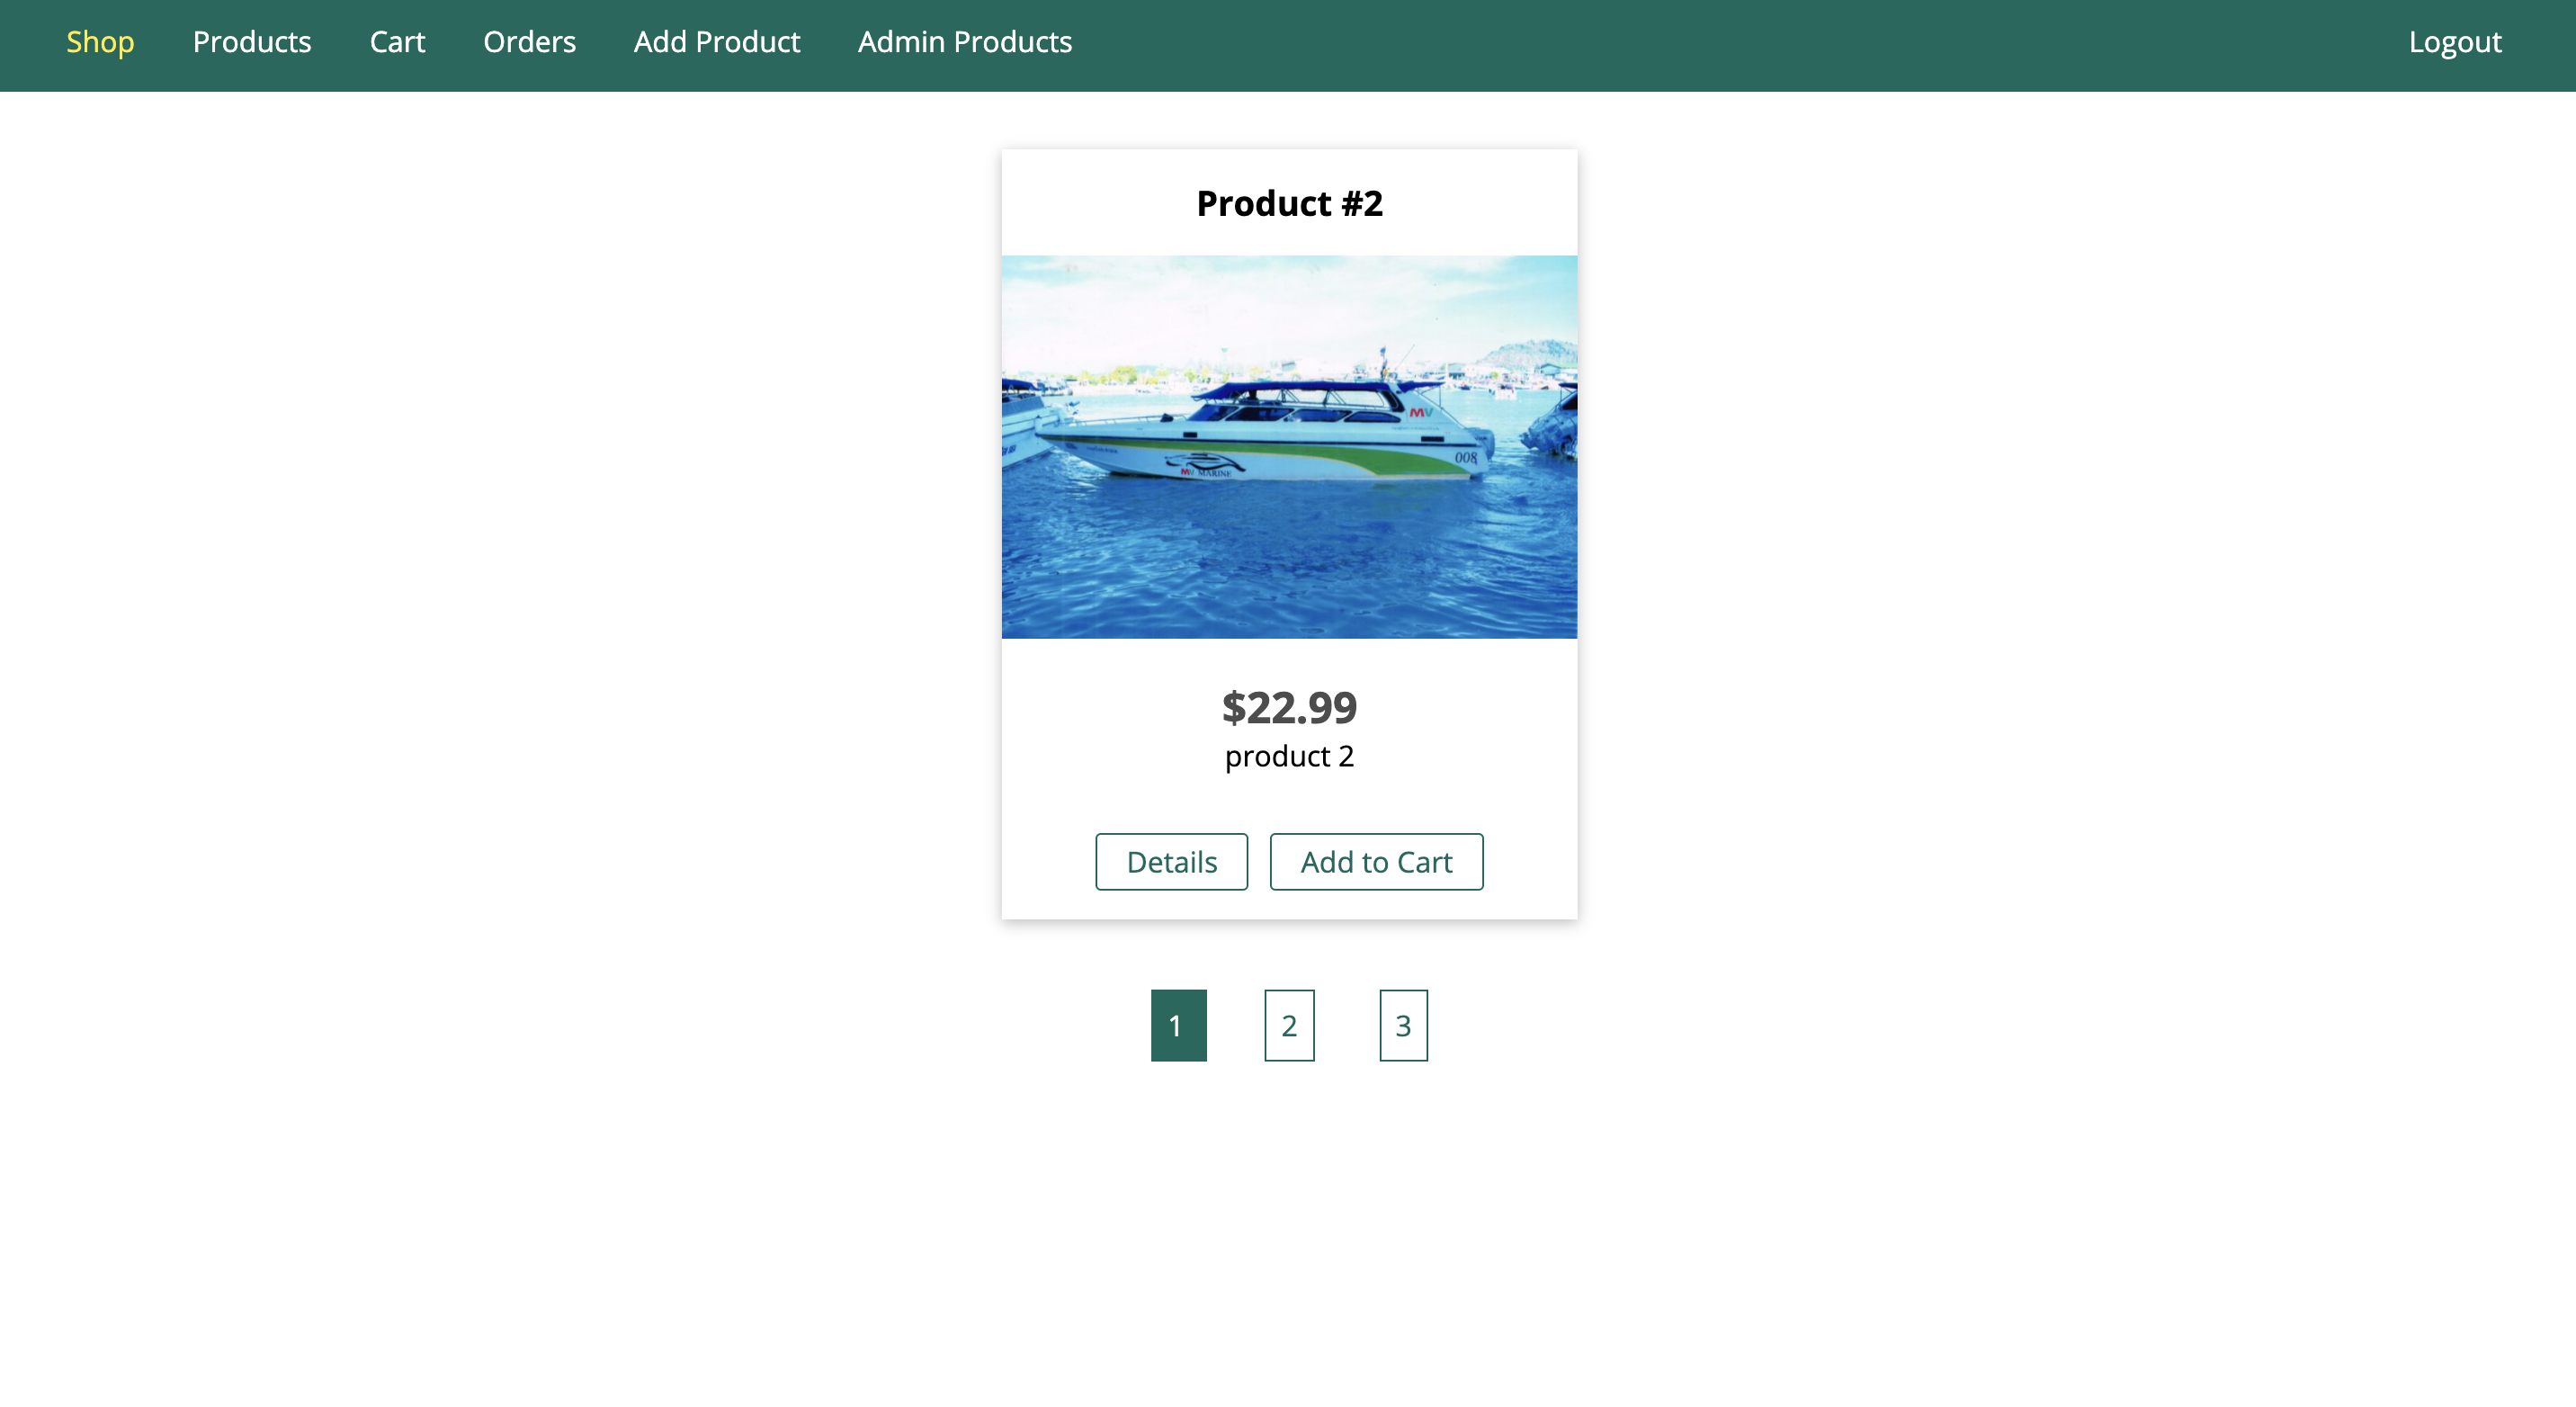 Shop Products Cart Orders Add Product Admin Products Logout
Product #2
MV
008
MV MARINE
$22.99
product 2
Details Add to Cart
1 2 3